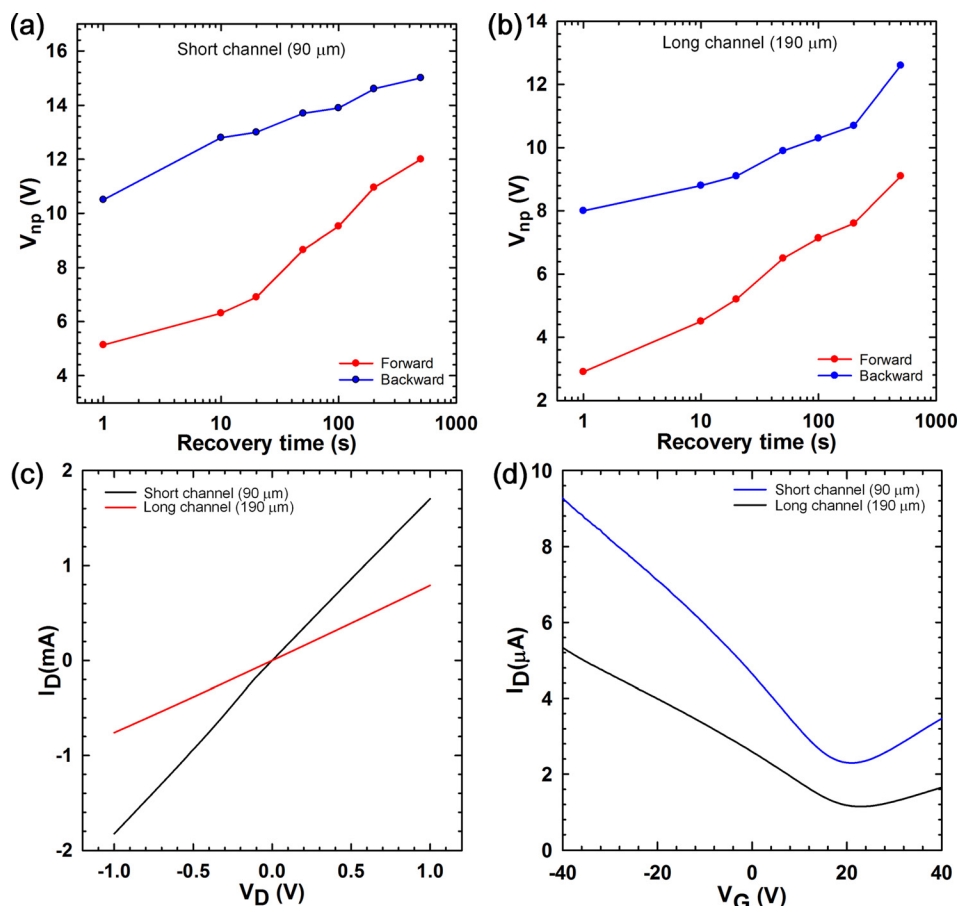 (a)
Short channel (90 μm)
16
14
12
10
8
6
4
V_np (V)
Forward
Backward
1 10 100 1000
Recovery time (s)
(b)
Long channel (190 μm)
14
12
10
8
6
4
2
V_np (V)
Forward
Backward
1 10 100 1000
Recovery time (s)
(c)
Short channel (90 μm)
Long channel (190 μm)
2
1
0
-1
-2
I_D(mA)
-1.0 -0.5 0.0 0.5 1.0
V_D (V)
(d)
Short channel (90 μm)
Long channel (190 μm)
10
8
6
4
2
0
I_D(μA)
-40 -20 0 20 40
V_G (V)